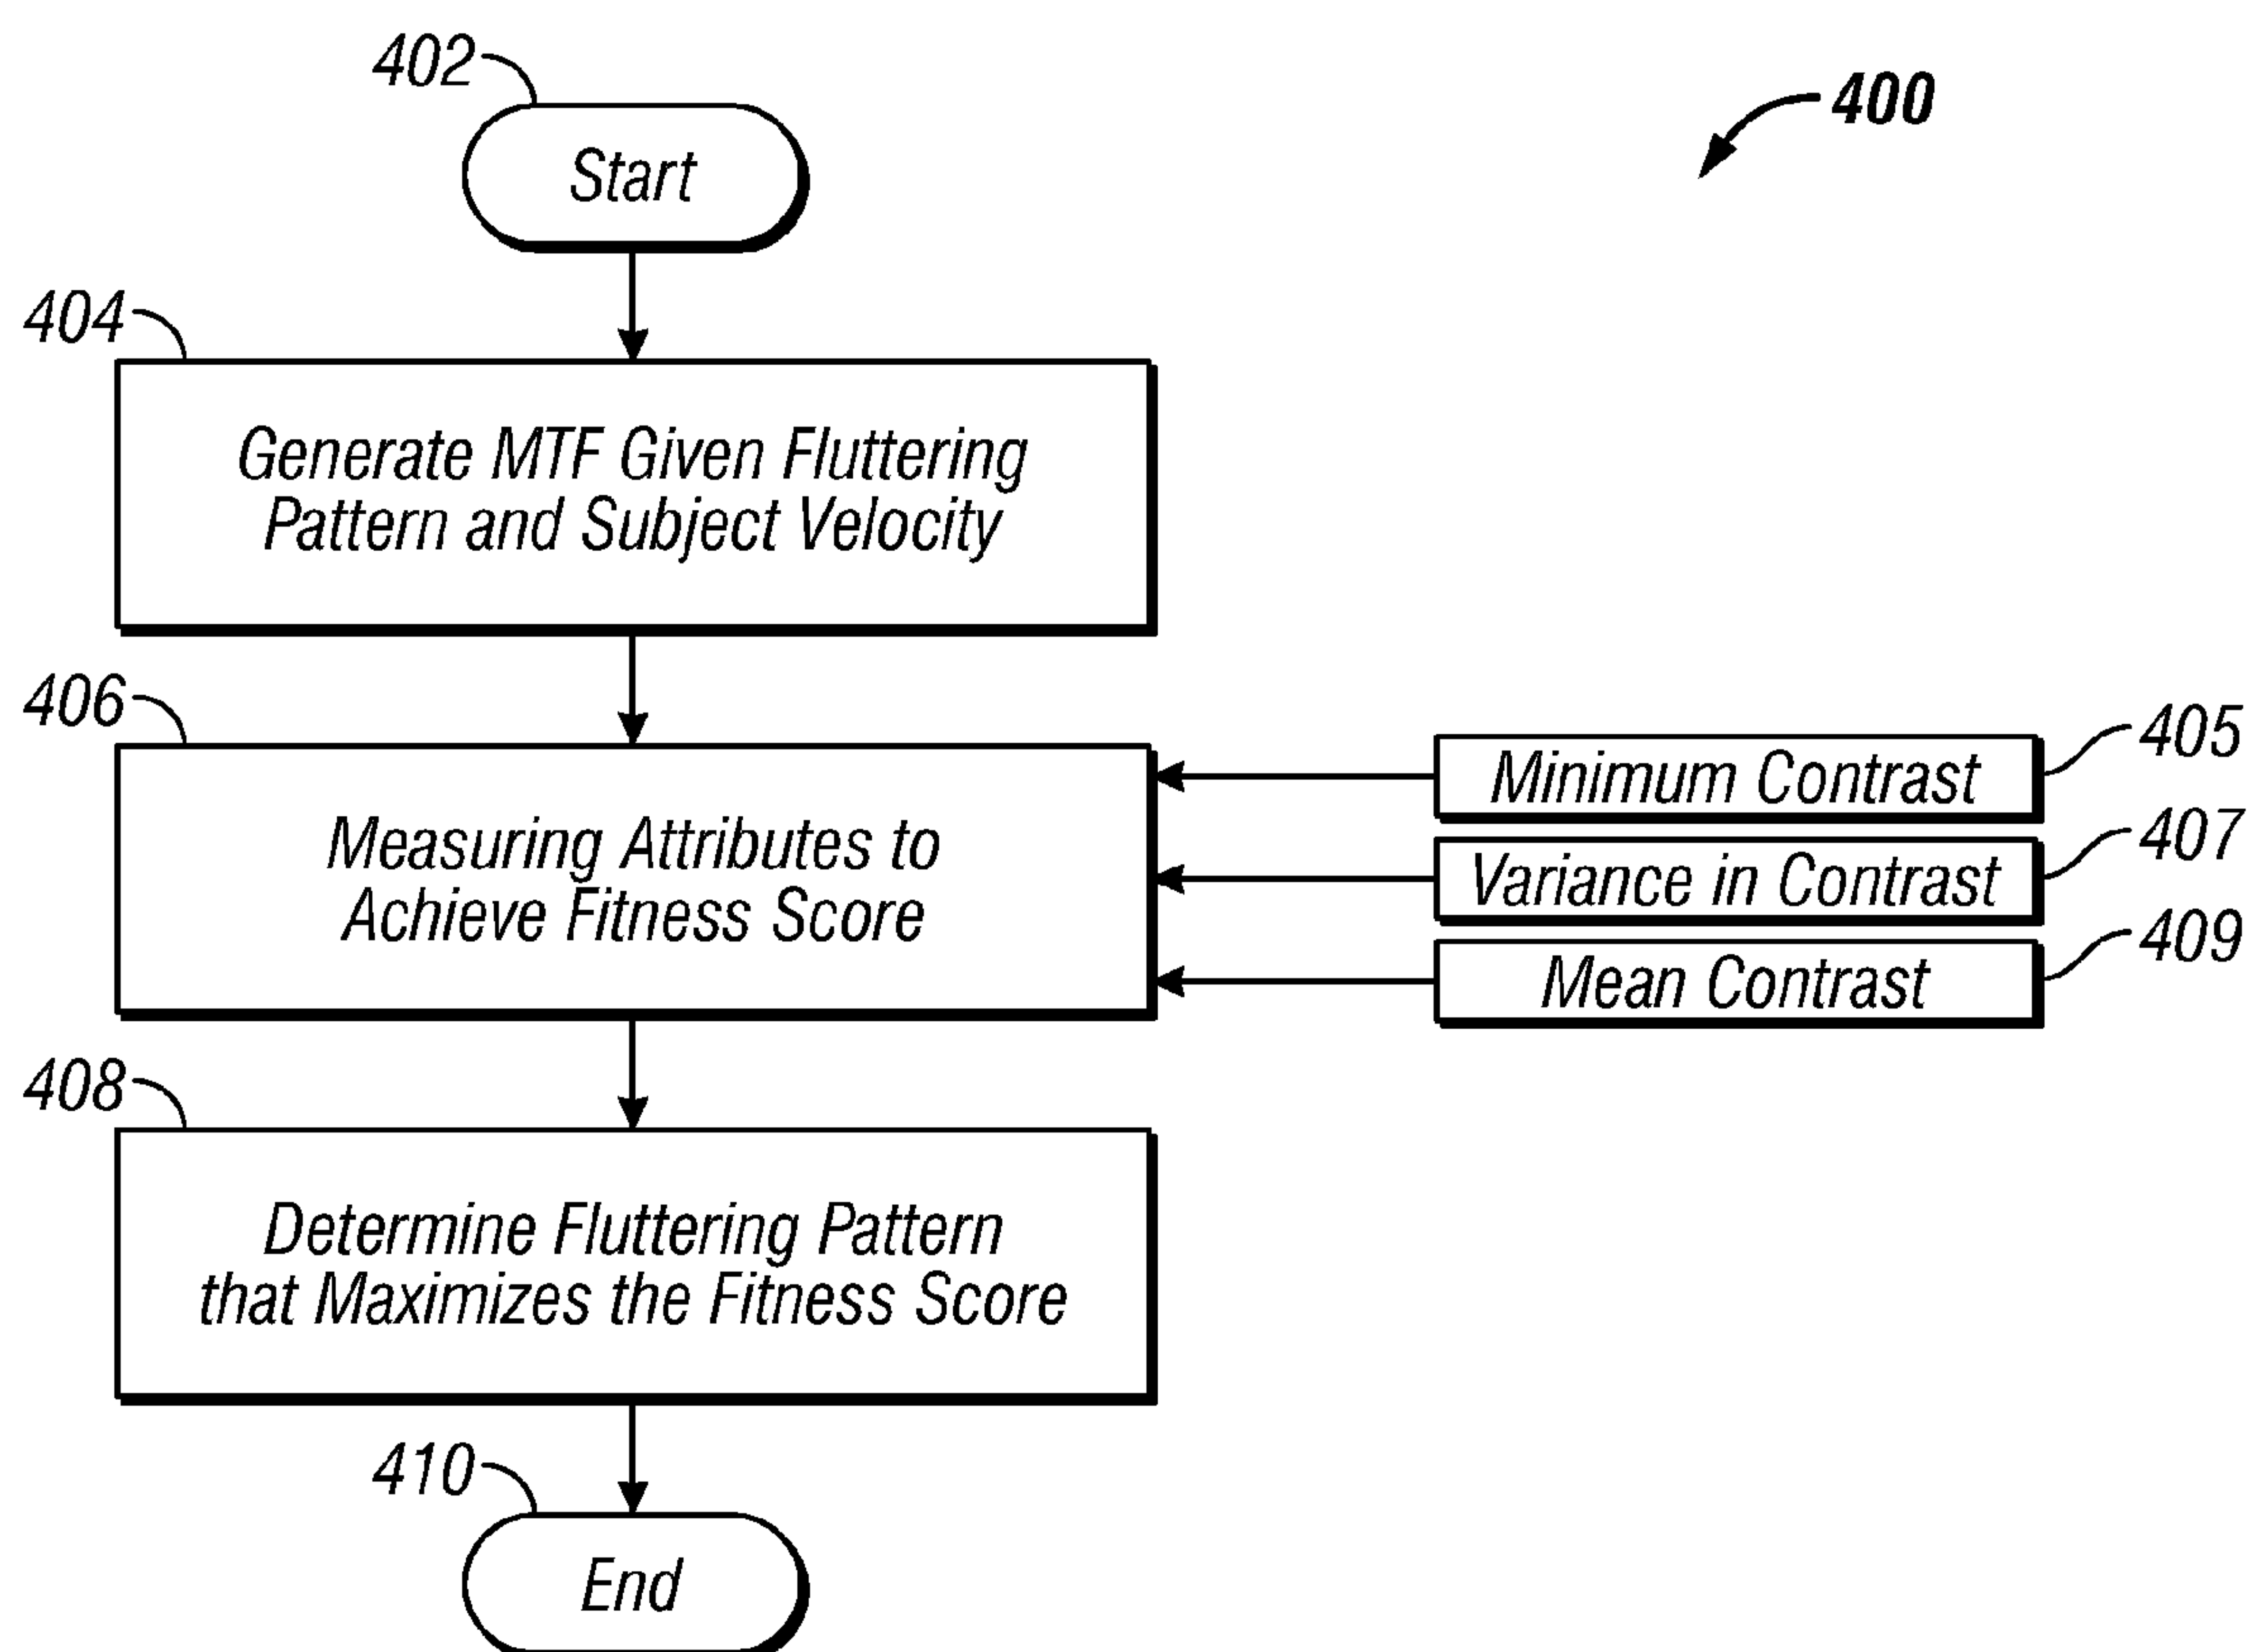 402
Start
400
404
Generate MTF Given Fluttering
Pattern and Subject Velocity
406
Measuring Attributes to
Achieve Fitness Score
Minimum Contrast
405
Variance in Contrast
407
Mean Contrast
409
408
Determine Fluttering Pattern
that Maximizes the Fitness Score
410
End